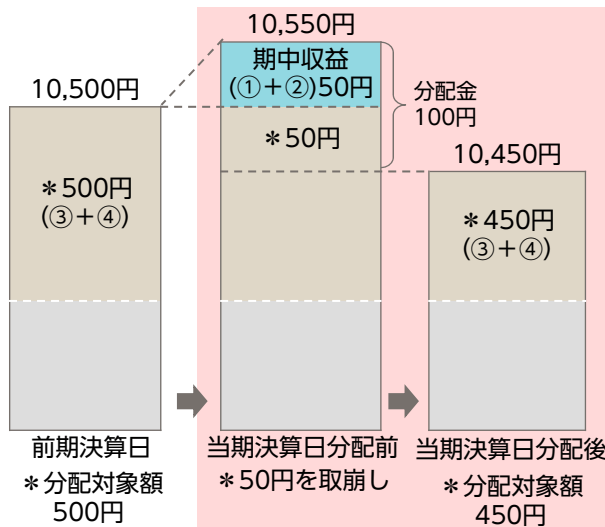 10,500円
＊500円
(③＋④)
前期決算日
＊分配対象額
500円
10,550円
期中収益
(①＋②)50円
＊50円
分配金
100円
当期決算日分配前
＊50円を取崩し
10,450円
＊450円
(③＋④)
当期決算日分配後
＊分配対象額
450円